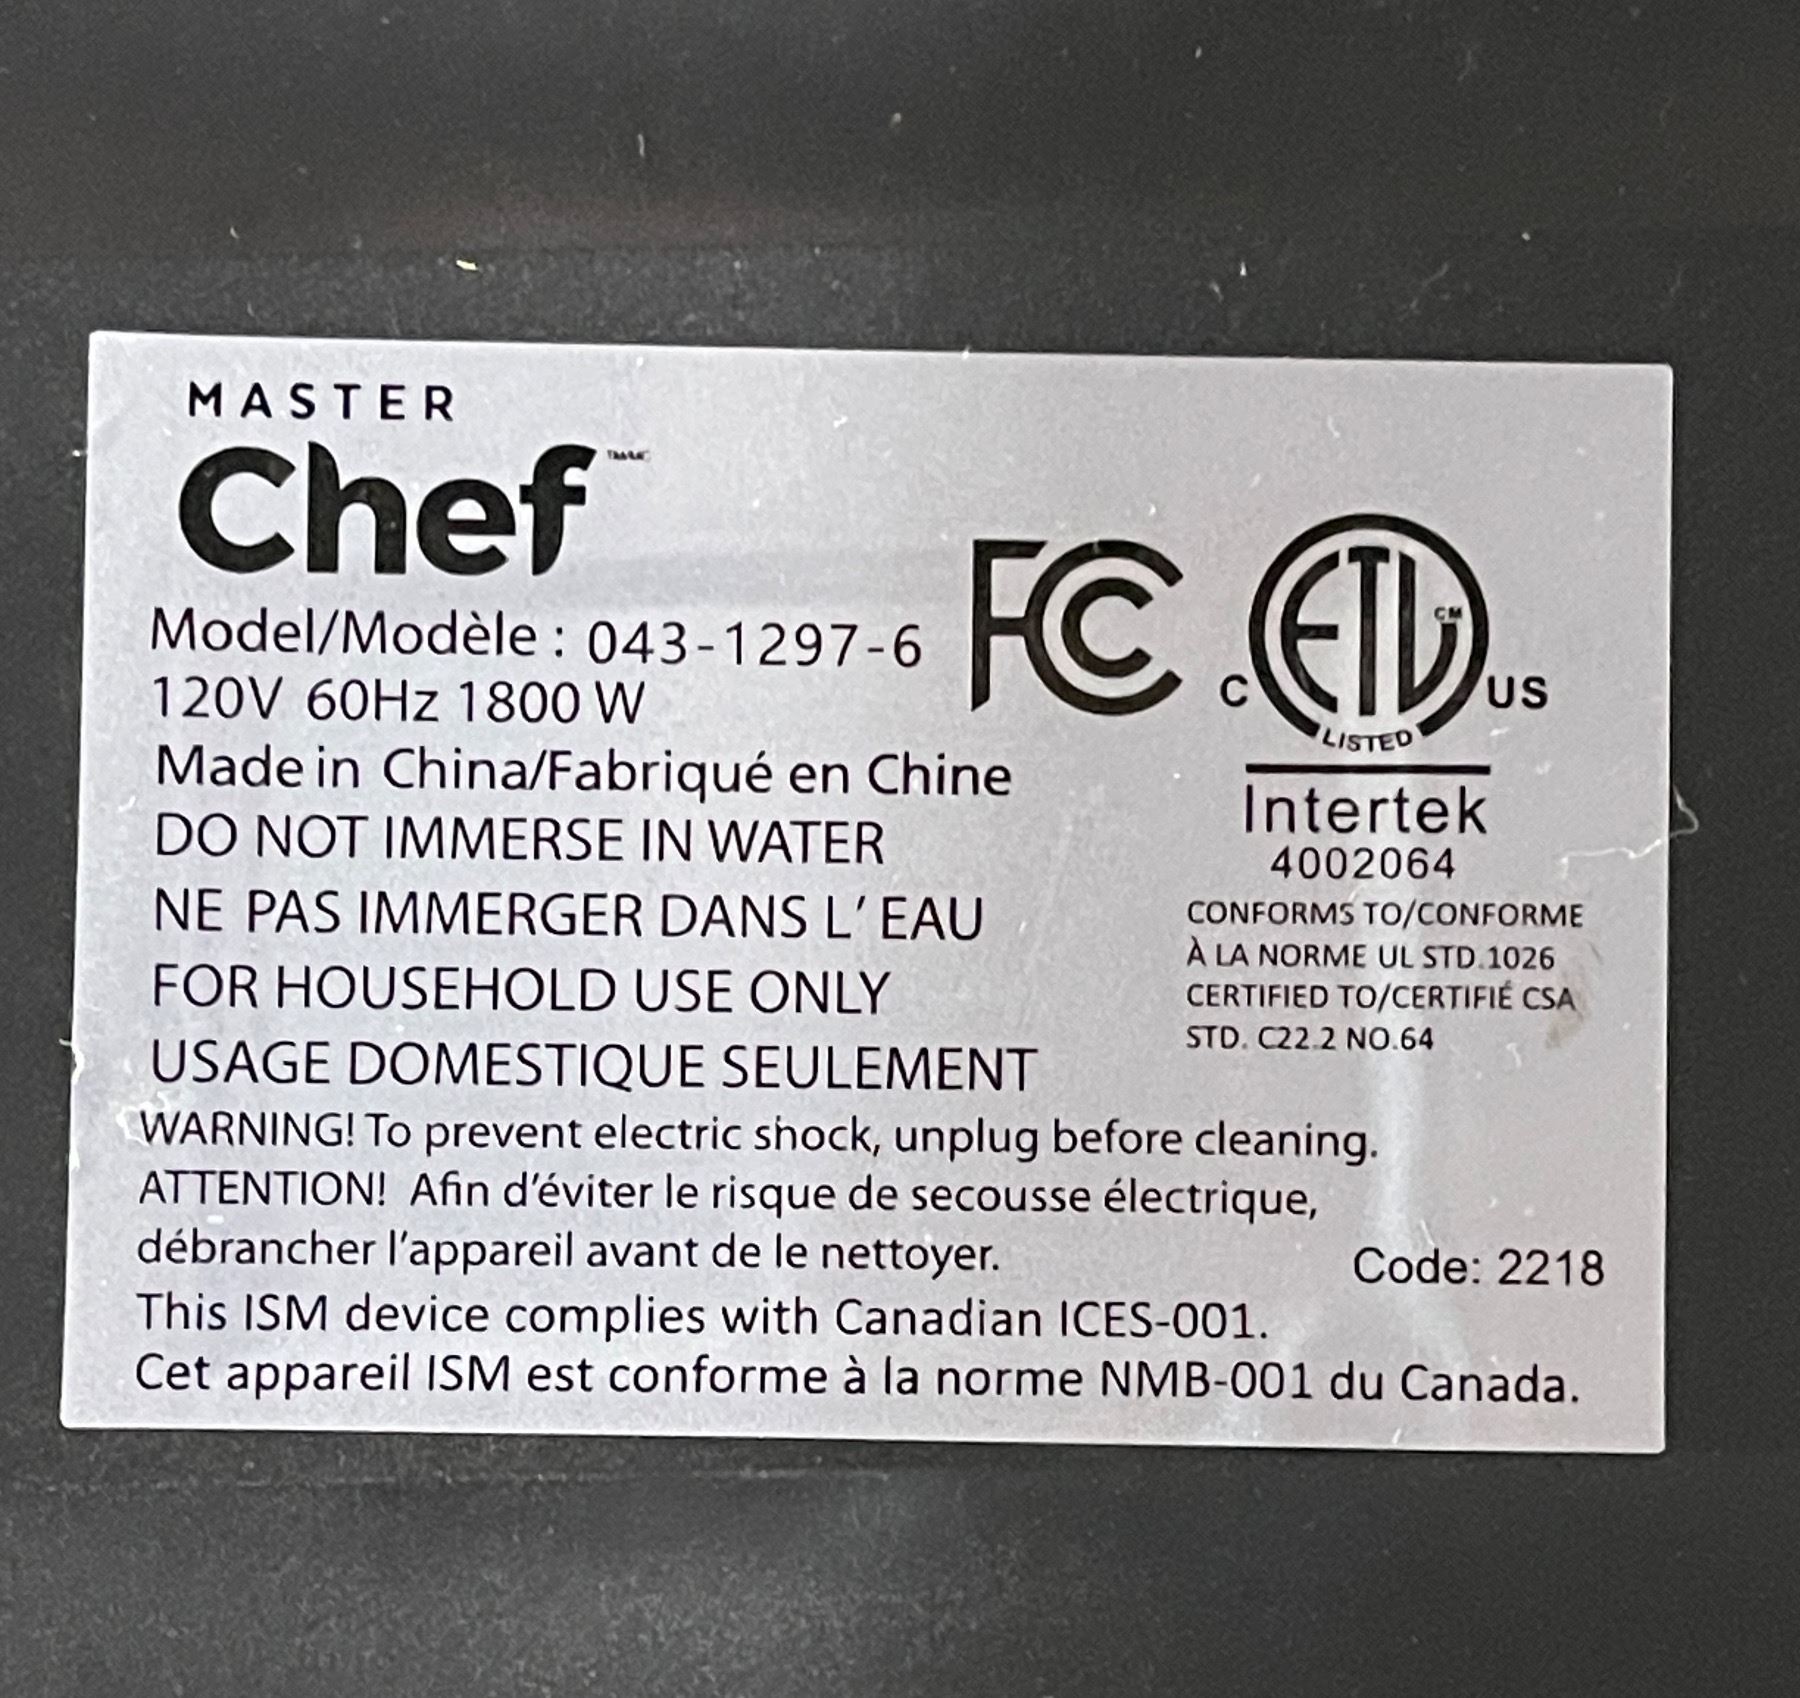 MASTER
Chef
Model/Modèle : 043-1297-6
120V 60Hz 1800 W
Made in China/Fabriqué en Chine
DO NOT IMMERSE IN WATER
NE PAS IMMERGER DANS L' EAU
FOR HOUSEHOLD USE ONLY
USAGE DOMESTIQUE SEULEMENT
FC
C ETL CM US
LISTED
Intertek
4002064
CONFORMS TO/CONFORME
À LA NORME UL STD.1026
CERTIFIED TO/CERTIFIÉ CSA
STD. C22.2 NO.64
WARNING! To prevent electric shock, unplug before cleaning.
ATTENTION! Afin d'éviter le risque de secousse électrique,
débrancher l'appareil avant de le nettoyer.
Code: 2218
This ISM device complies with Canadian ICES-001.
Cet appareil ISM est conforme à la norme NMB-001 du Canada.